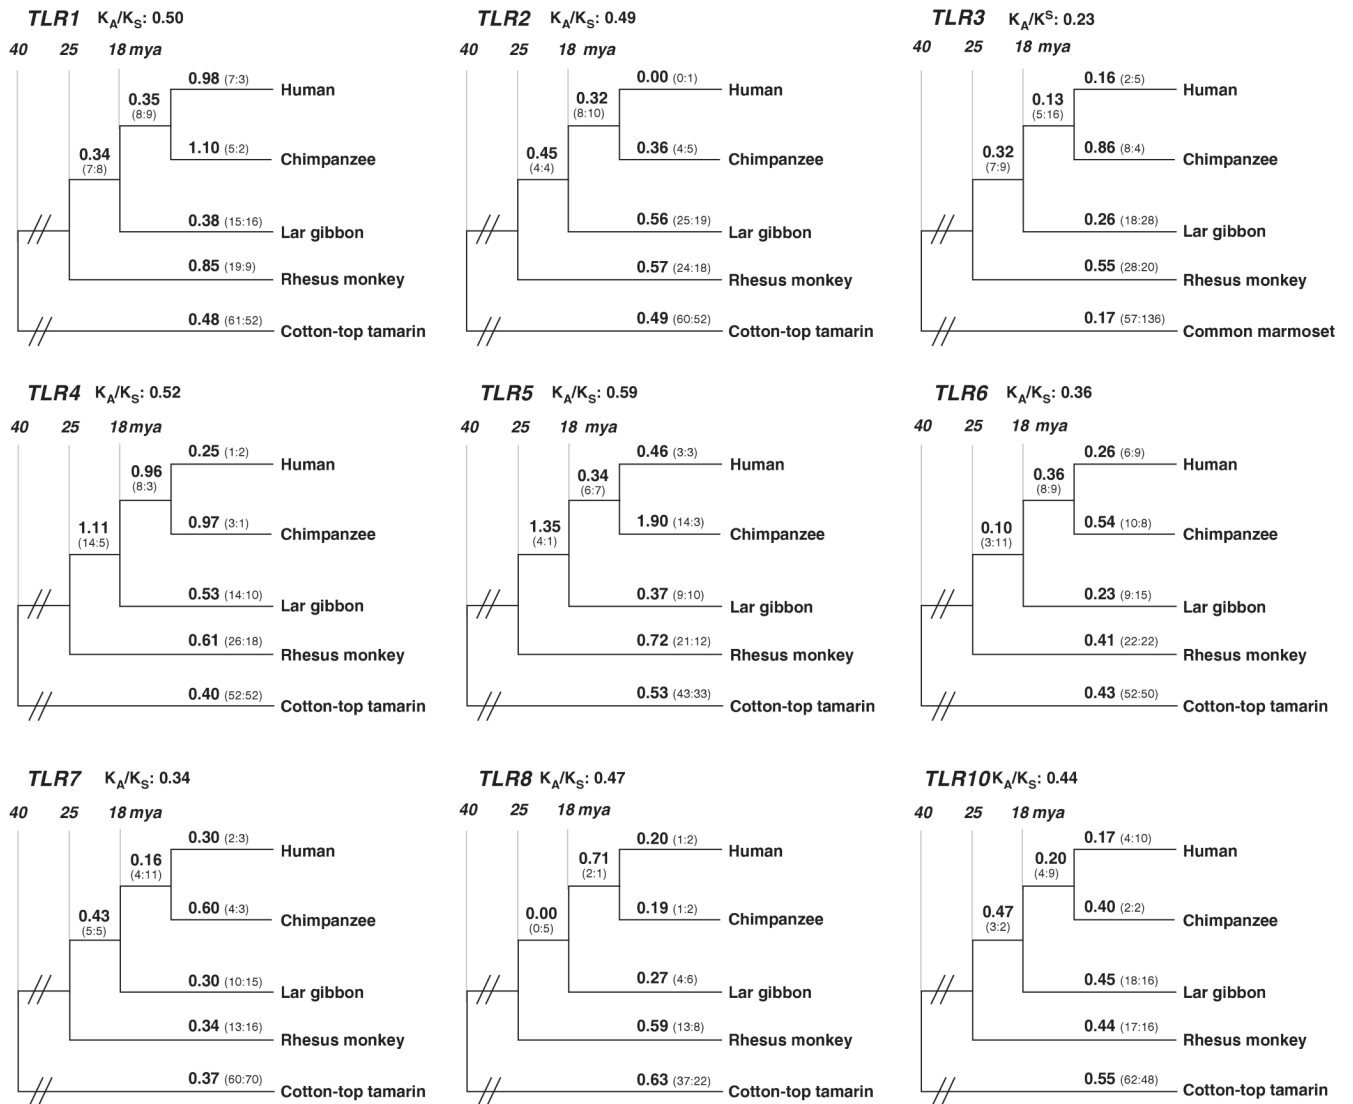 TLR1 KA/KS: 0.50
40 25 18 mya
0.98 (7:3) Human
0.35
(8:9)
1.10 (5:2) Chimpanzee
0.34
(7:8)
0.38 (15:16) Lar gibbon
0.85 (19:9) Rhesus monkey
0.48 (61:52) Cotton-top tamarin
TLR2 KA/KS: 0.49
40 25 18 mya
0.00 (0:1) Human
0.32
(8:10)
0.36 (4:5) Chimpanzee
0.45
(4:4)
0.56 (25:19) Lar gibbon
0.57 (24:18) Rhesus monkey
0.49 (60:52) Cotton-top tamarin
TLR3 KA/KS: 0.23
40 25 18 mya
0.16 (2:5) Human
0.13
(5:16)
0.86 (8:4) Chimpanzee
0.32
(7:9)
0.26 (18:28) Lar gibbon
0.55 (28:20) Rhesus monkey
0.17 (57:136) Common marmoset
TLR4 KA/KS: 0.52
40 25 18 mya
0.25 (1:2) Human
0.96
(8:3)
0.97 (3:1) Chimpanzee
1.11
(14:5)
0.53 (14:10) Lar gibbon
0.61 (26:18) Rhesus monkey
0.40 (52:52) Cotton-top tamarin
TLR5 KA/KS: 0.59
40 25 18 mya
0.46 (3:3) Human
0.34
(6:7)
1.90 (14:3) Chimpanzee
1.35
(4:1)
0.37 (9:10) Lar gibbon
0.72 (21:12) Rhesus monkey
0.53 (43:33) Cotton-top tamarin
TLR6 KA/KS: 0.36
40 25 18 mya
0.26 (6:9) Human
0.36
(8:9)
0.54 (10:8) Chimpanzee
0.10
(3:11)
0.23 (9:15) Lar gibbon
0.41 (22:22) Rhesus monkey
0.43 (52:50) Cotton-top tamarin
TLR7 KA/KS: 0.34
40 25 18 mya
0.30 (2:3) Human
0.16
(4:11)
0.60 (4:3) Chimpanzee
0.43
(5:5)
0.30 (10:15) Lar gibbon
0.34 (13:16) Rhesus monkey
0.37 (60:70) Cotton-top tamarin
TLR8 KA/KS: 0.47
40 25 18 mya
0.20 (1:2) Human
0.71
(2:1)
0.19 (1:2) Chimpanzee
0.00
(0:5)
0.27 (4:6) Lar gibbon
0.59 (13:8) Rhesus monkey
0.63 (37:22) Cotton-top tamarin
TLR10 KA/KS: 0.44
40 25 18 mya
0.17 (4:10) Human
0.20
(4:9)
0.40 (2:2) Chimpanzee
0.47
(3:2)
0.45 (18:16) Lar gibbon
0.44 (17:16) Rhesus monkey
0.55 (62:48) Cotton-top tamarin